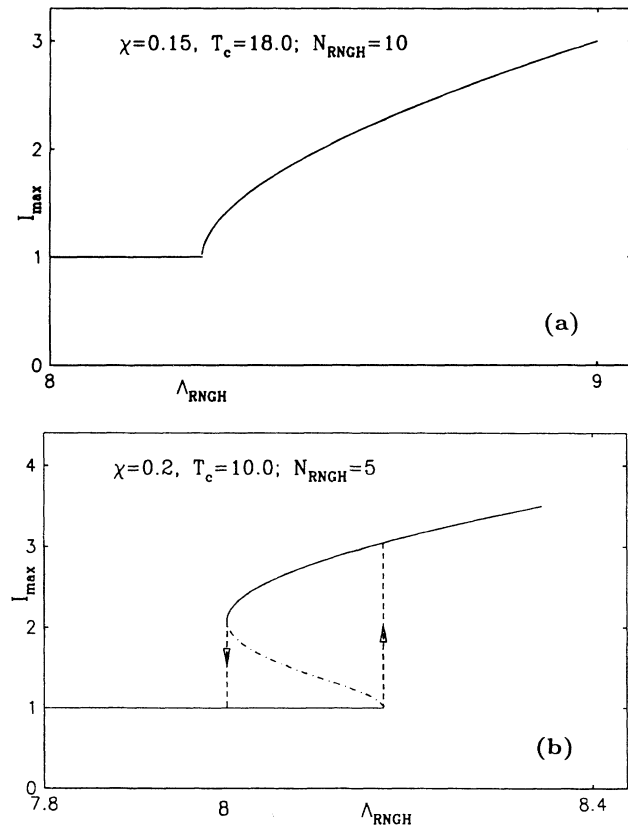 3
χ=0.15, T_c=18.0; N_RNGH=10
2
I_max
1
(a)
0
8
9
Λ_RNGH
4
χ=0.2, T_c=10.0; N_RNGH=5
3
I_max
2
1
(b)
0
7.8
8
Λ_RNGH
8.4